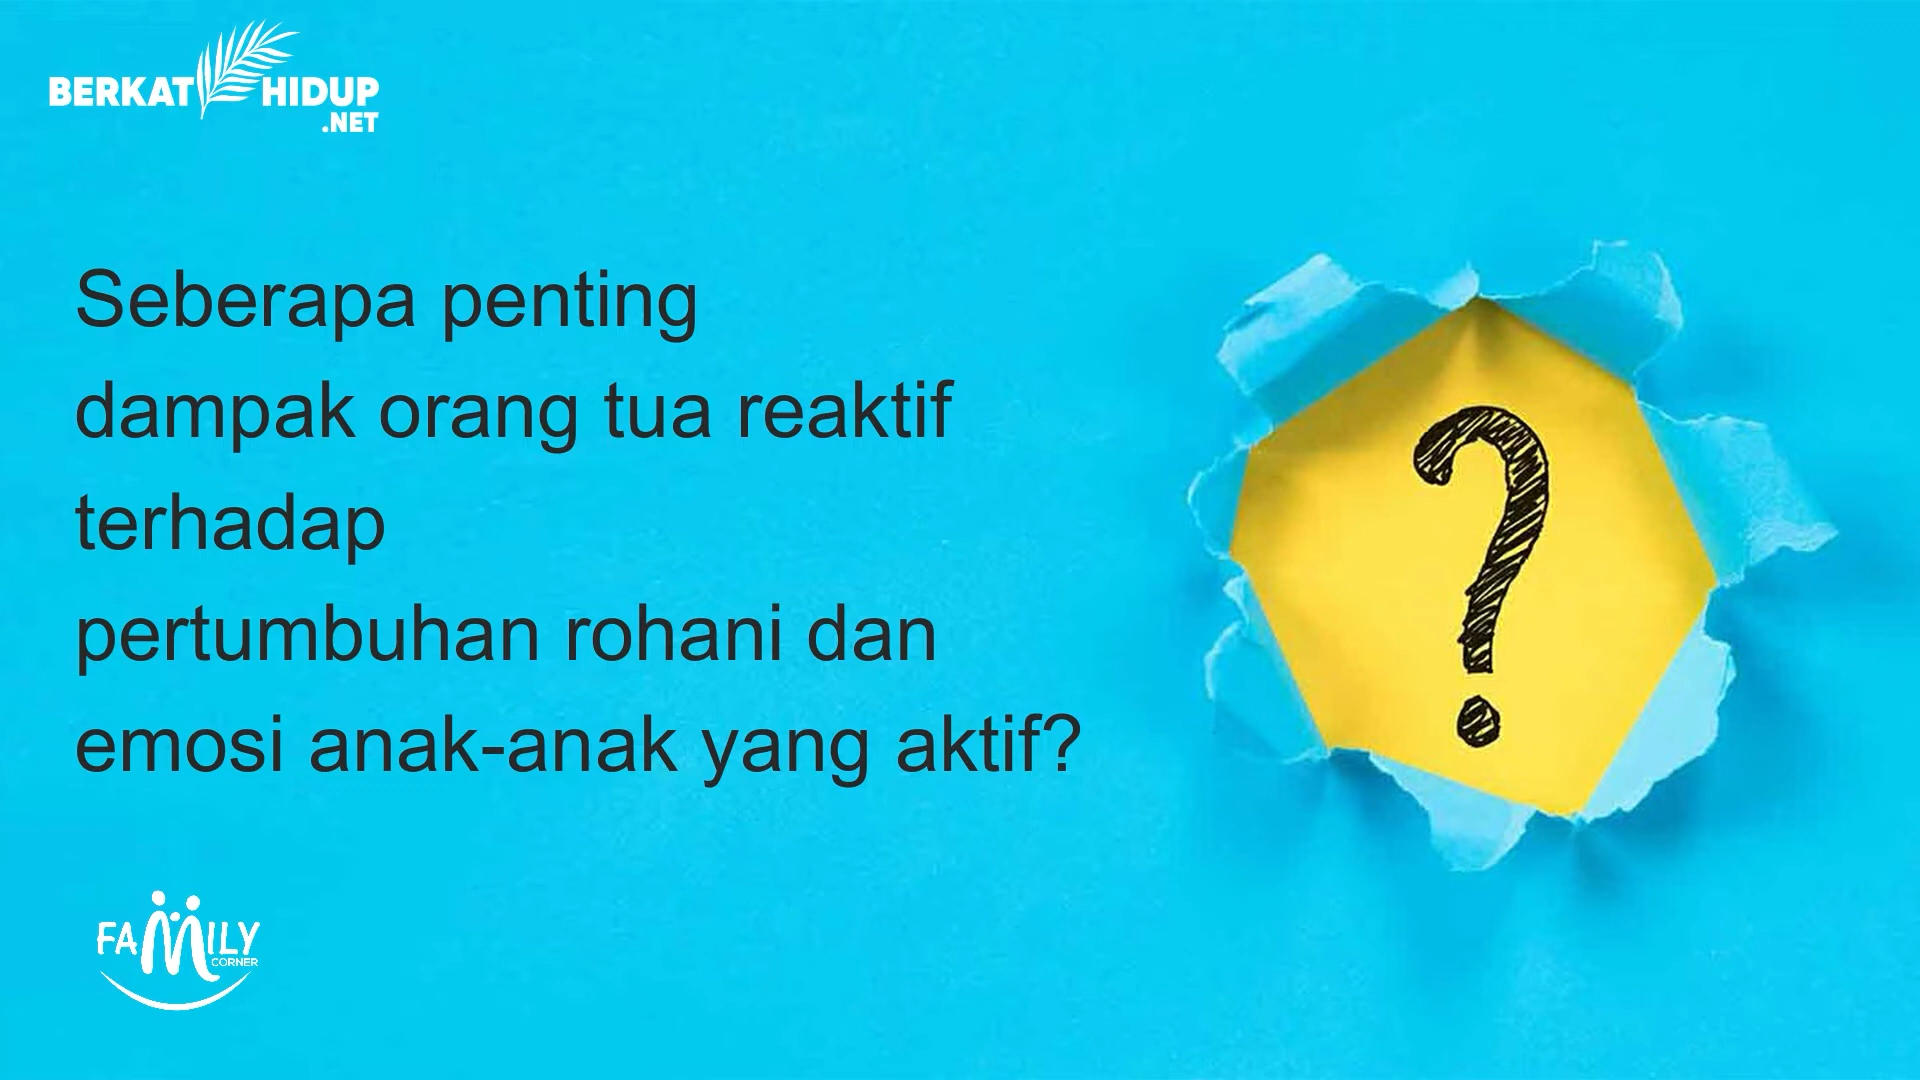 BERKAT HIDUP
.NET
Seberapa penting
dampak orang tua reaktif
terhadap
pertumbuhan rohani dan
emosi anak-anak yang aktif?
?
FAMILY
CORNER